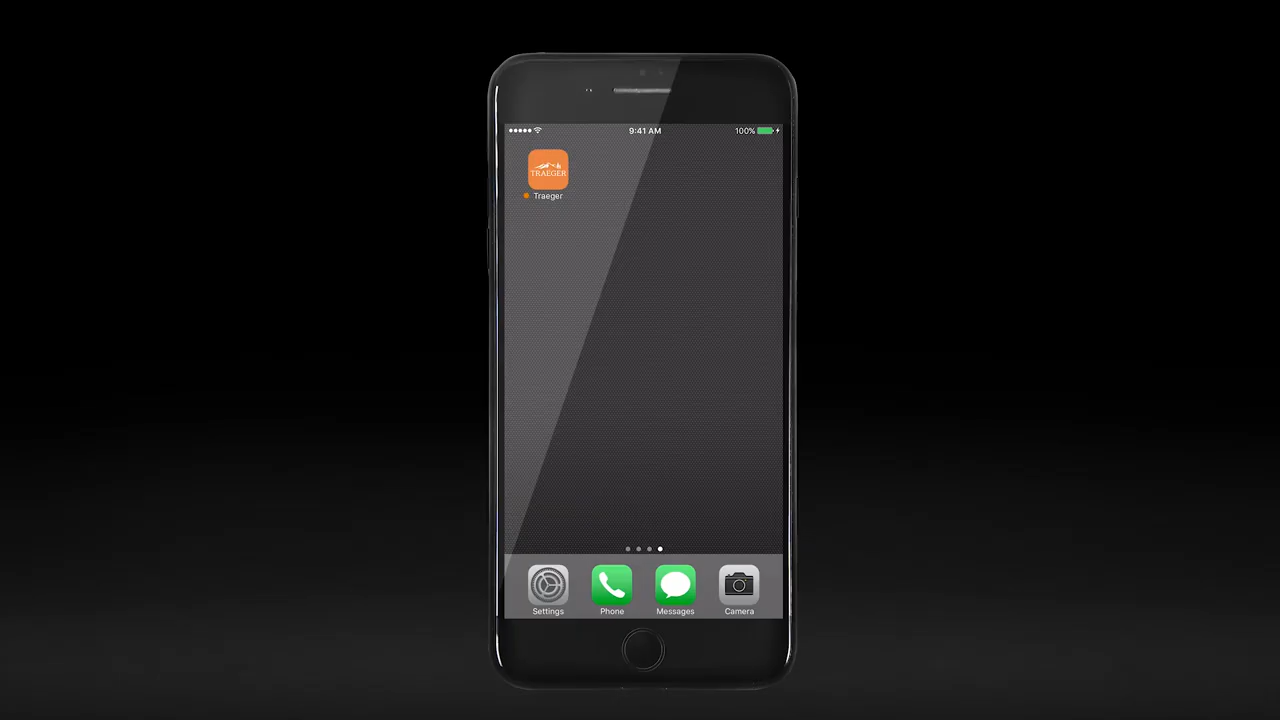 9:41 AM
100%
TRAEGER
Traeger
Settings
Phone
Messages
Camera